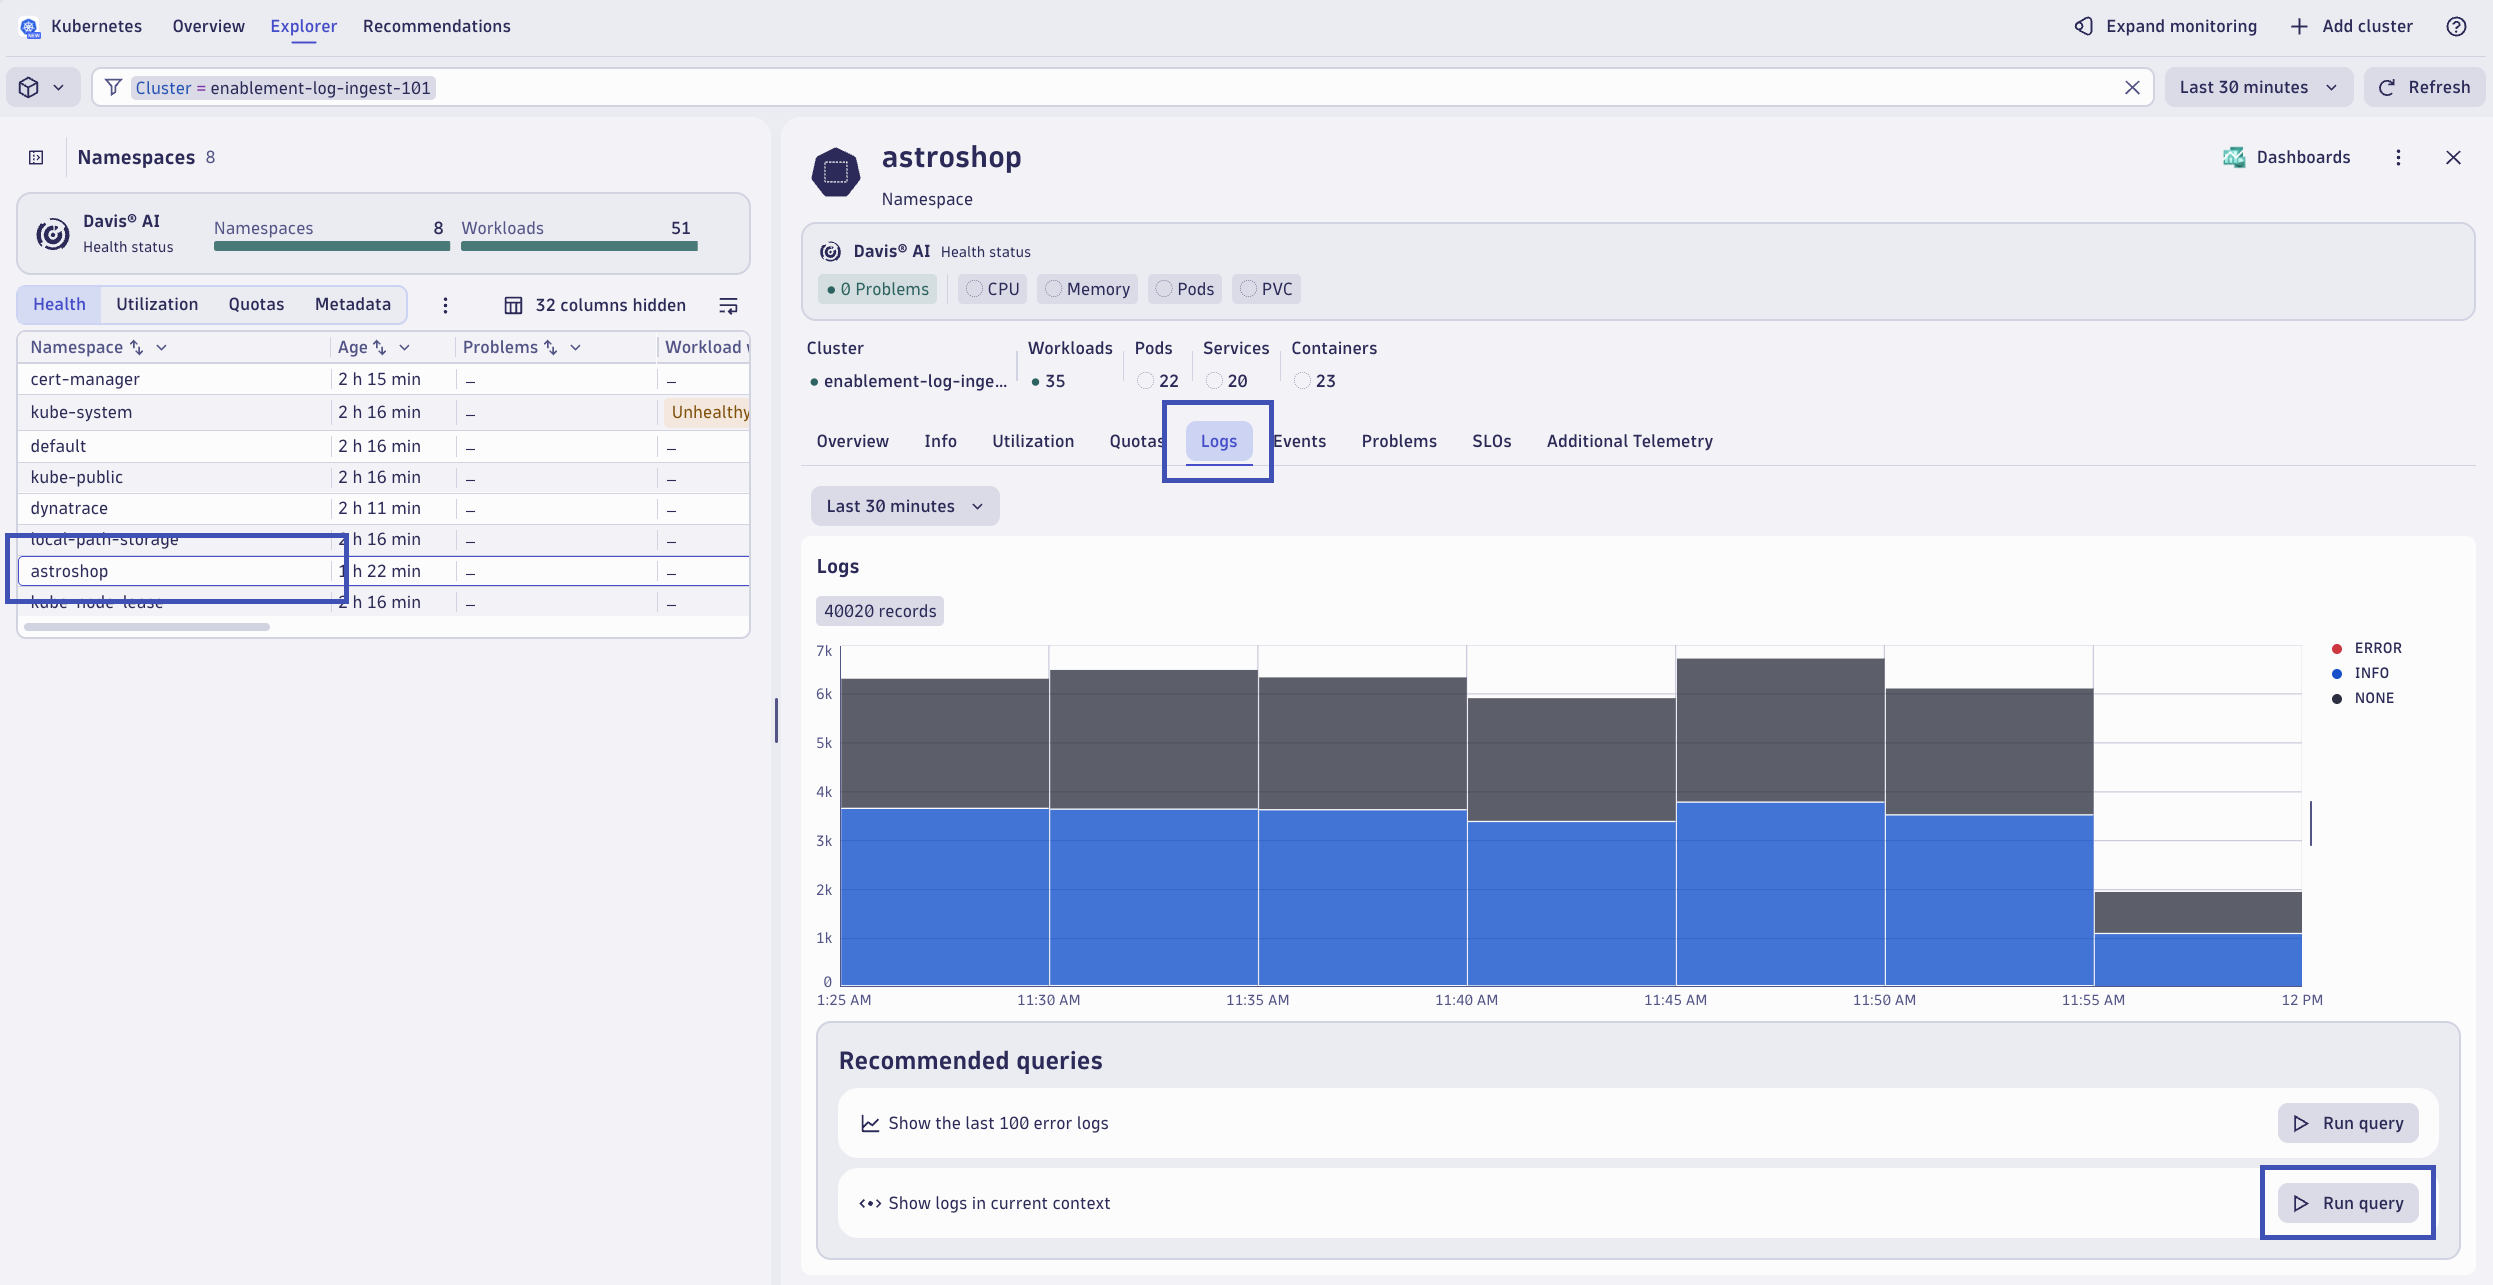 Kubernetes Overview Explorer Recommendations Expand monitoring Add cluster
Cluster = enablement-log-ingest-101 Last 30 minutes Refresh
Namespaces 8
Davis® AI
Health status
Namespaces 8 Workloads 51
Health Utilization Quotas Metadata 32 columns hidden
Namespace Age Problems Workload
cert-manager 2 h 15 min – –
kube-system 2 h 16 min – Unhealthy
default 2 h 16 min – –
kube-public 2 h 16 min – –
dynatrace 2 h 11 min – –
local-path-storage 2 h 16 min – –
astroshop 1 h 22 min – –
kube-node-lease 2 h 16 min – –
astroshop
Namespace
Dashboards
Davis® AI Health status
0 Problems CPU Memory Pods PVC
Cluster Workloads Pods Services Containers
enablement-log-inge... 35 22 20 23
Overview Info Utilization Quotas Logs Events Problems SLOs Additional Telemetry
Last 30 minutes
Logs
40020 records
7k
6k
5k
4k
3k
2k
1k
0
1:25 AM 11:30 AM 11:35 AM 11:40 AM 11:45 AM 11:50 AM 11:55 AM 12 PM
ERROR
INFO
NONE
Recommended queries
Show the last 100 error logs Run query
Show logs in current context Run query